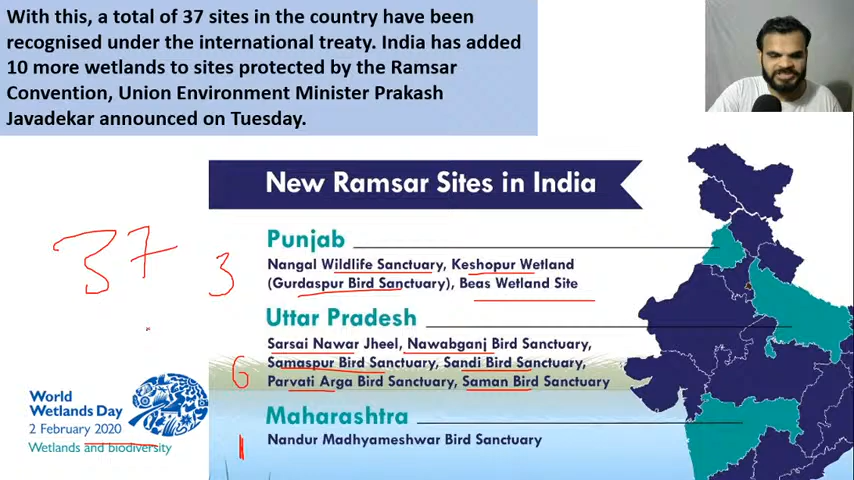 With this, a total of 37 sites in the country have been
recognised under the international treaty. India has added
10 more wetlands to sites protected by the Ramsar
Convention, Union Environment Minister Prakash
Javadekar announced on Tuesday.
New Ramsar Sites in India
37
3
Punjab
Nangal Wildlife Sanctuary, Keshopur Wetland
(Gurdaspur Bird Sanctuary), Beas Wetland Site
Uttar Pradesh
6
Sarsai Nawar Jheel, Nawabganj Bird Sanctuary,
Samaspur Bird Sanctuary, Sandi Bird Sanctuary,
Parvati Arga Bird Sanctuary, Saman Bird Sanctuary
Maharashtra
1
Nandur Madhyameshwar Bird Sanctuary
World
Wetlands Day
2 February 2020
Wetlands and biodiversity